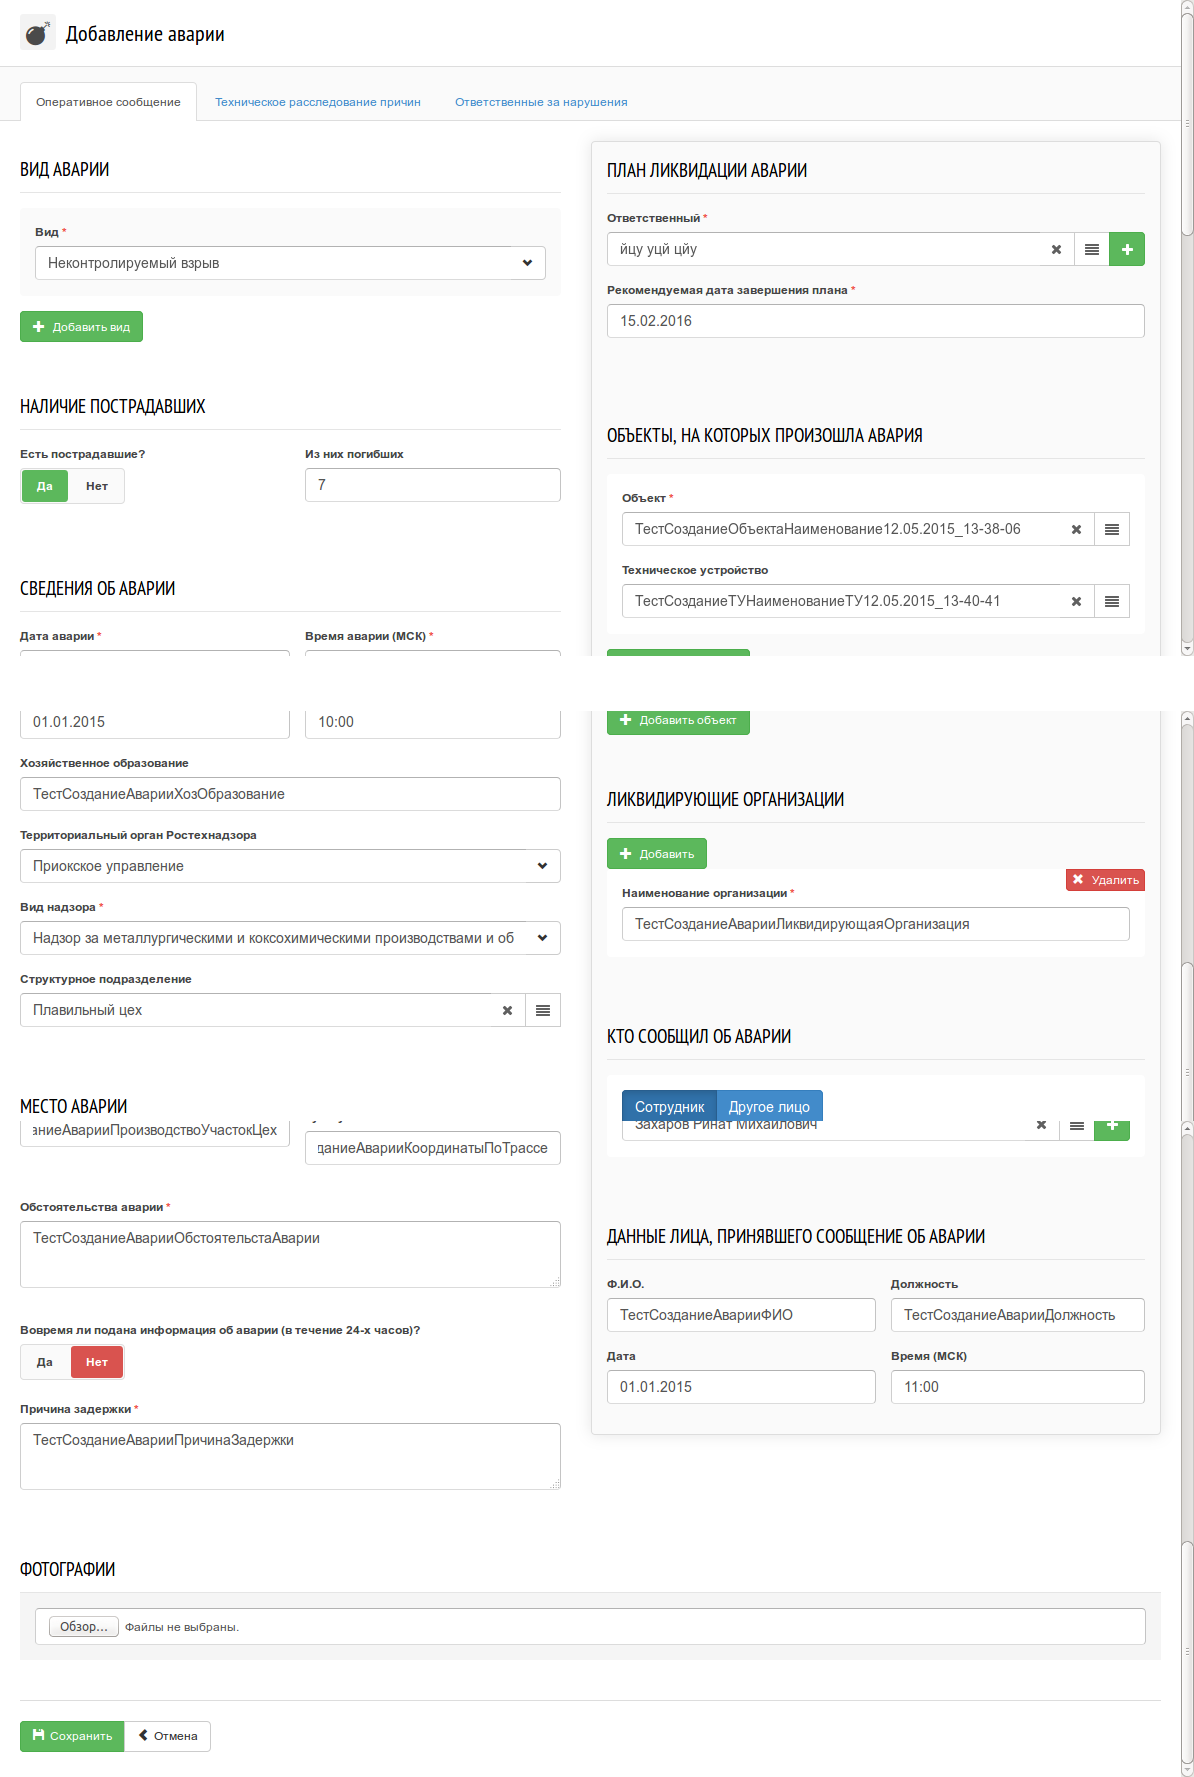 Добавление аварии
Оперативное сообщение
Техническое расследование причин
Ответственные за нарушения
ВИД АВАРИИ
Вид *
Неконтролируемый взрыв
Добавить вид
НАЛИЧИЕ ПОСТРАДАВШИХ
Есть пострадавшие?
Да Нет
Из них погибших
7
СВЕДЕНИЯ ОБ АВАРИИ
Дата аварии *
Время аварии (МСК) *
01.01.2015
10:00
Хозяйственное образование
ТестСозданиеАварииХозОбразование
Территориальный орган Ростехнадзора
Приокское управление
Вид надзора *
Надзор за металлургическими и коксохимическими производствами и об
Структурное подразделение
Плавильный цех
МЕСТО АВАРИИ
аниеАварииПроизводствоУчастокЦех
даниеАварииКоординатыПоТрассе
Обстоятельства аварии *
ТестСозданиеАварииОбстоятельстаАварии
Вовремя ли подана информация об аварии (в течение 24-х часов)?
Да Нет
Причина задержки *
ТестСозданиеАварииПричинаЗадержки
ПЛАН ЛИКВИДАЦИИ АВАРИИ
Ответственный *
йцу уцй цйу
Рекомендуемая дата завершения плана *
15.02.2016
ОБЪЕКТЫ, НА КОТОРЫХ ПРОИЗОШЛА АВАРИЯ
Объект *
ТестСозданиеОбъектаНаименование12.05.2015_13-38-06
Техническое устройство
ТестСозданиеТУНаименованиеТУ12.05.2015_13-40-41
Добавить объект
ЛИКВИДИРУЮЩИЕ ОРГАНИЗАЦИИ
Добавить
Удалить
Наименование организации *
ТестСозданиеАварииЛиквидирующаяОрганизация
КТО СООБЩИЛ ОБ АВАРИИ
Сотрудник Другое лицо
Захаров Ринат Михайлович
ДАННЫЕ ЛИЦА, ПРИНЯВШЕГО СООБЩЕНИЕ ОБ АВАРИИ
Ф.И.О.
Должность
ТестСозданиеАварииФИО
ТестСозданиеАварииДолжность
Дата
Время (МСК)
01.01.2015
11:00
ФОТОГРАФИИ
Обзор... Файлы не выбраны.
Сохранить Отмена